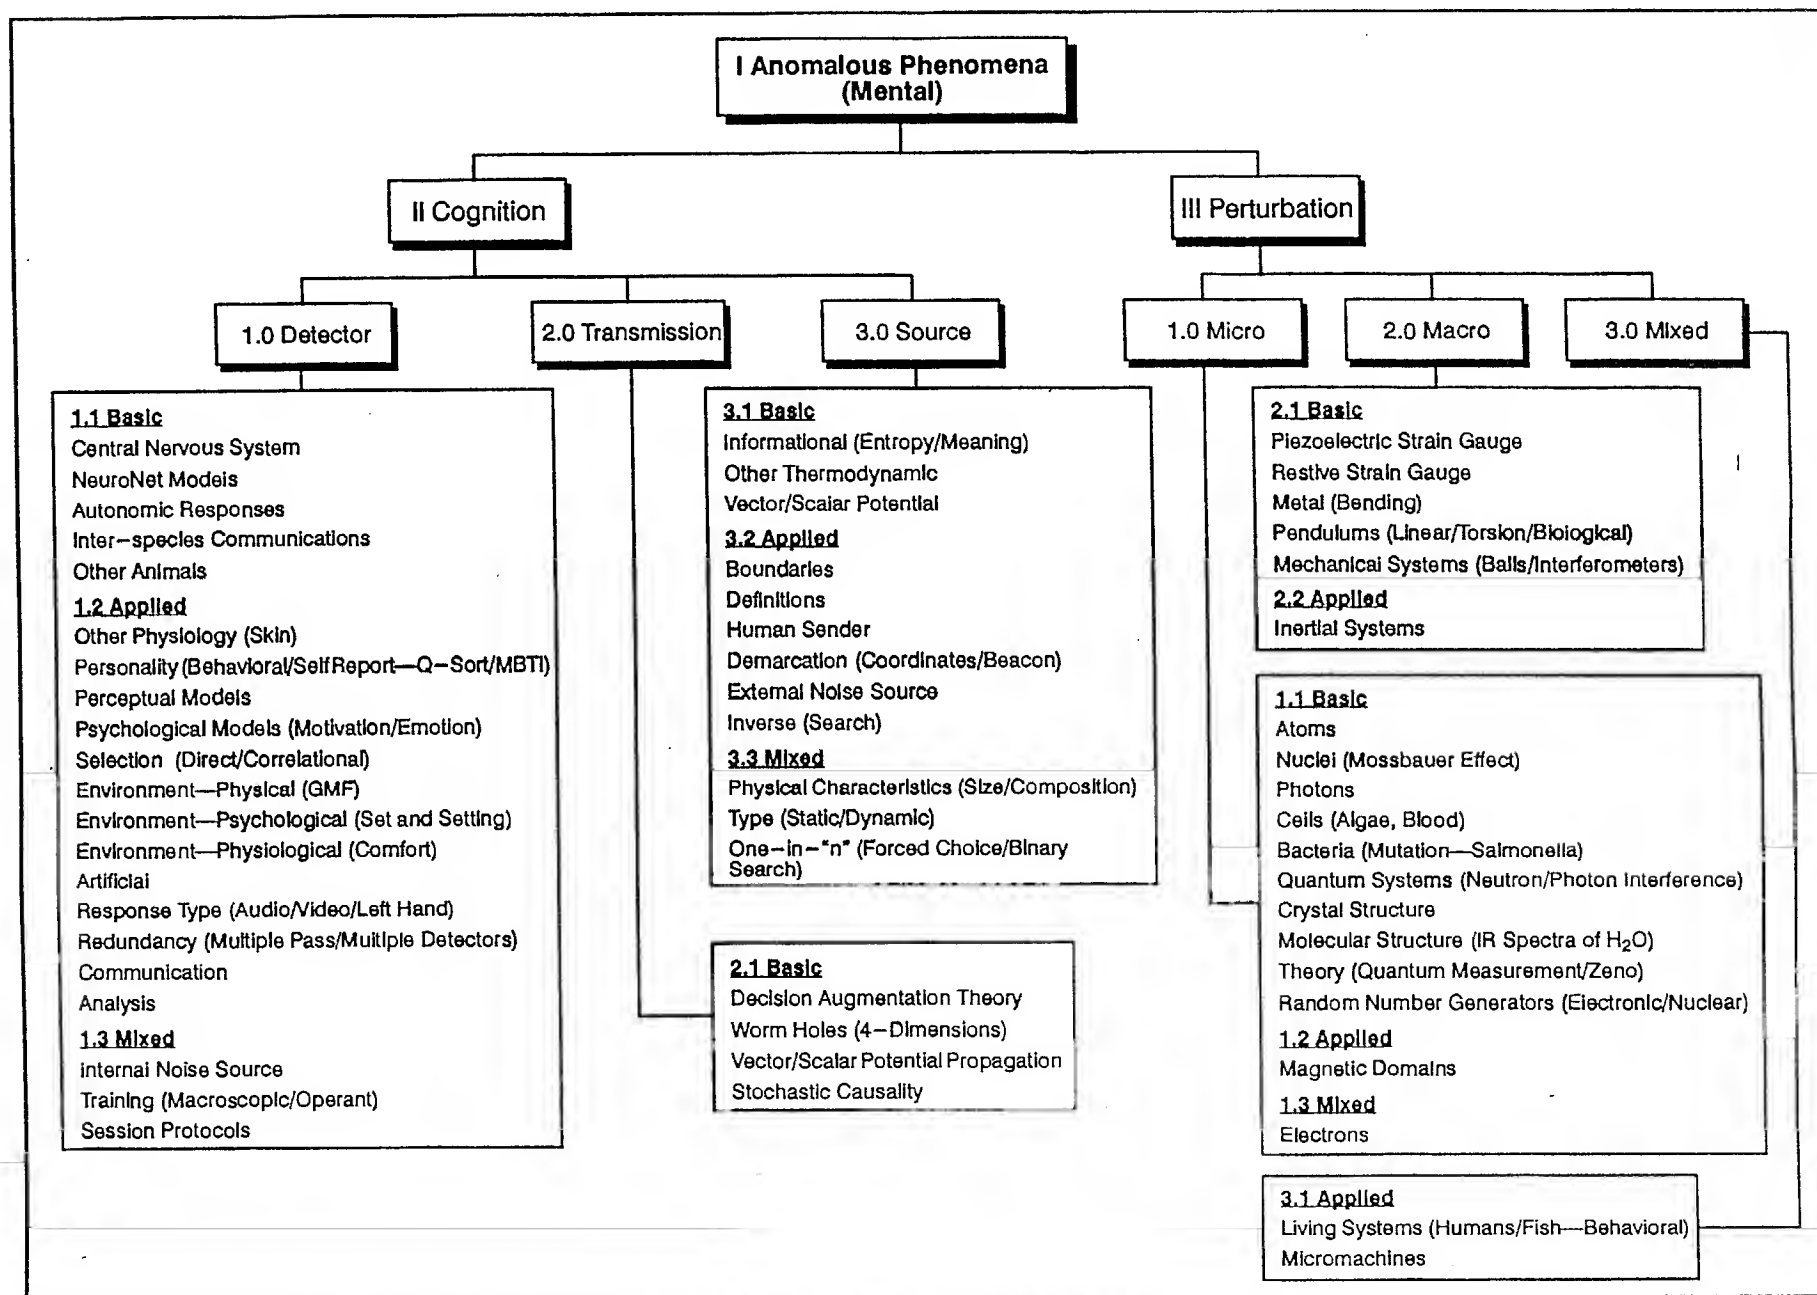 I Anomalous Phenomena
(Mental)
II Cognition
III Perturbation
1.0 Detector
2.0 Transmission
3.0 Source
1.0 Micro
2.0 Macro
3.0 Mixed
1.1 Basic
Central Nervous System
NeuroNet Models
Autonomic Responses
Inter-species Communications
Other Animals
1.2 Applied
Other Physiology (Skin)
Personality (Behavioral/SelfReport—Q-Sort/MBTI)
Perceptual Models
Psychological Models (Motivation/Emotion)
Selection (Direct/Correlational)
Environment—Physical (GMF)
Environment—Psychological (Set and Setting)
Environment—Physiological (Comfort)
Artificial
Response Type (Audio/Video/Left Hand)
Redundancy (Multiple Pass/Multiple Detectors)
Communication
Analysis
1.3 Mixed
Internal Noise Source
Training (Macroscopic/Operant)
Session Protocols
3.1 Basic
Informational (Entropy/Meaning)
Other Thermodynamic
Vector/Scalar Potential
3.2 Applied
Boundaries
Definitions
Human Sender
Demarcation (Coordinates/Beacon)
External Noise Source
Inverse (Search)
3.3 Mixed
Physical Characteristics (Size/Composition)
Type (Static/Dynamic)
One-in-"n" (Forced Choice/Binary
Search)
2.1 Basic
Decision Augmentation Theory
Worm Holes (4-Dimensions)
Vector/Scalar Potential Propagation
Stochastic Causality
2.1 Basic
Piezoelectric Strain Gauge
Restive Strain Gauge
Metal (Bending)
Pendulums (Linear/Torsion/Biological)
Mechanical Systems (Balls/Interferometers)
2.2 Applied
Inertial Systems
1.1 Basic
Atoms
Nuclei (Mossbauer Effect)
Photons
Cells (Algae, Blood)
Bacteria (Mutation—Salmonella)
Quantum Systems (Neutron/Photon Interference)
Crystal Structure
Molecular Structure (IR Spectra of H₂O)
Theory (Quantum Measurement/Zeno)
Random Number Generators (Electronic/Nuclear)
1.2 Applied
Magnetic Domains
1.3 Mixed
Electrons
3.1 Applied
Living Systems (Humans/Fish—Behavioral)
Micromachines